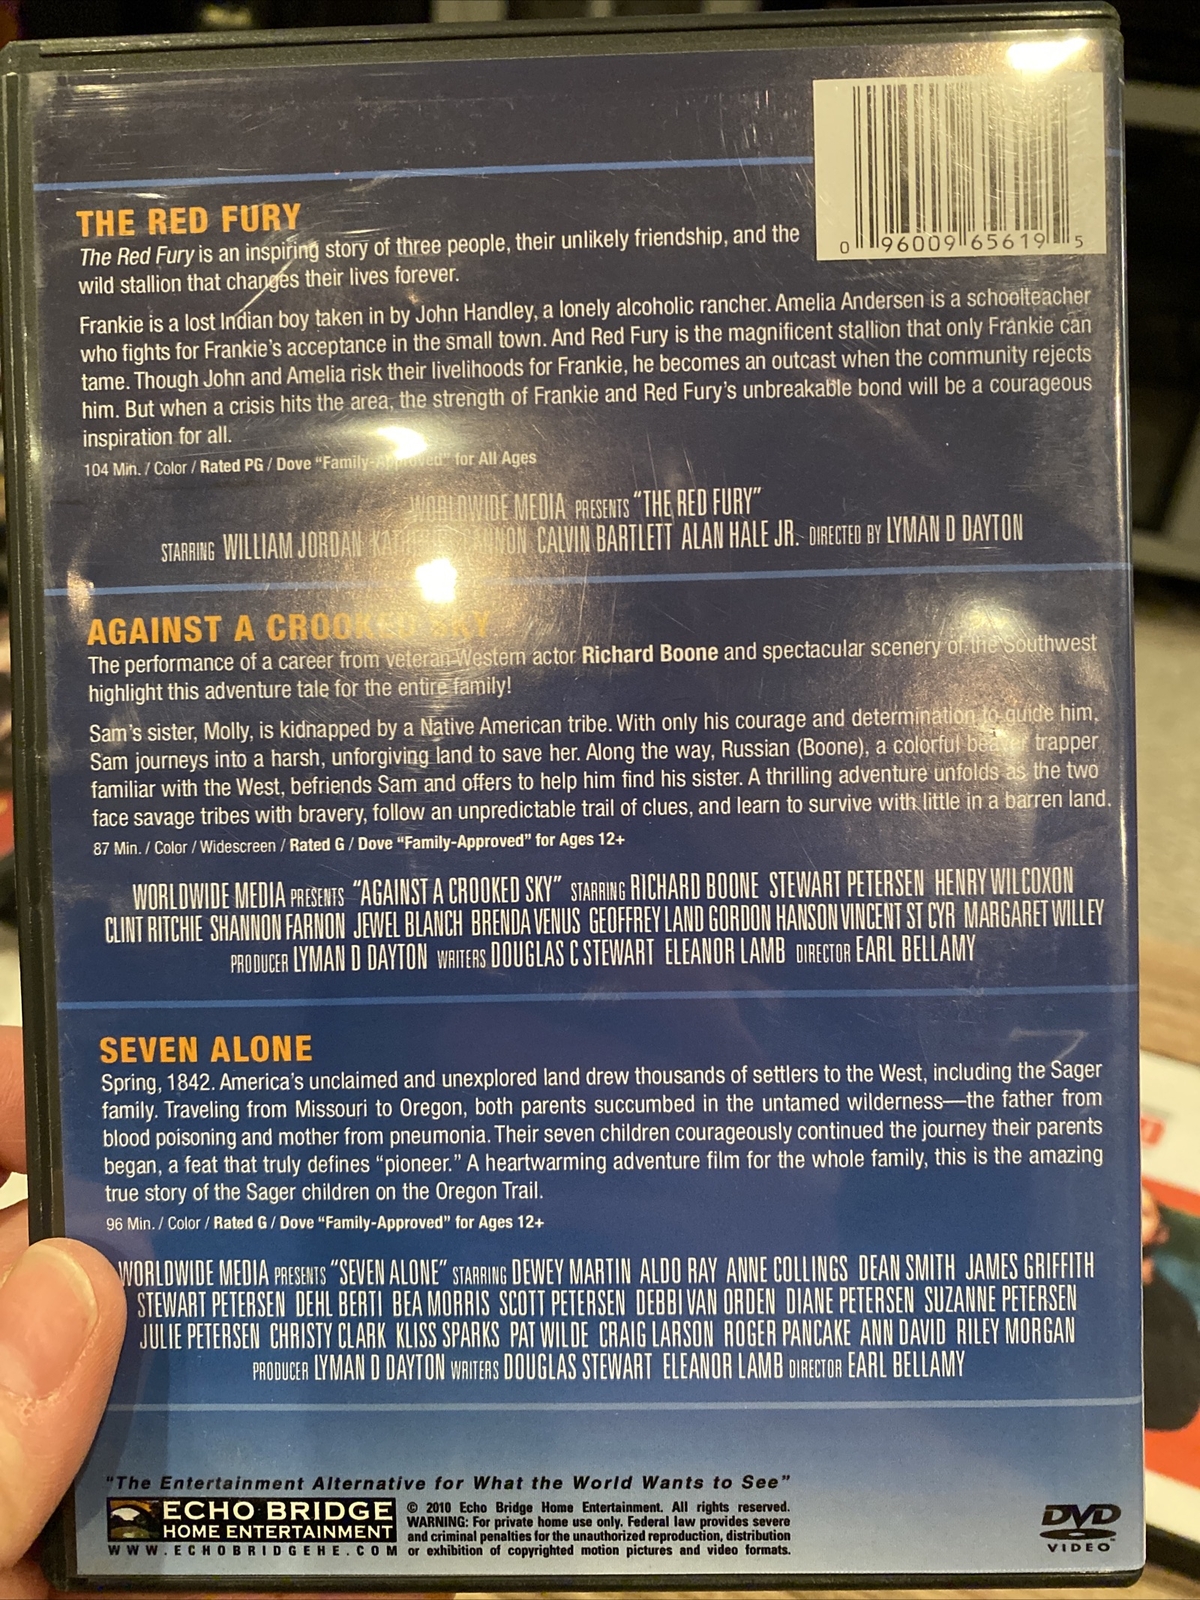 0 96009 65619 5
THE RED FURY
The Red Fury is an inspiring story of three people, their unlikely friendship, and the
wild stallion that changes their lives forever.
Frankie is a lost Indian boy taken in by John Handley, a lonely alcoholic rancher. Amelia Andersen is a schoolteacher
who fights for Frankie's acceptance in the small town. And Red Fury is the magnificent stallion that only Frankie can
tame. Though John and Amelia risk their livelihoods for Frankie, he becomes an outcast when the community rejects
him. But when a crisis hits the area, the strength of Frankie and Red Fury's unbreakable bond will be a courageous
inspiration for all.
104 Min. / Color / Rated PG / Dove "Family-Approved" for All Ages
WORLDWIDE MEDIA PRESENTS "THE RED FURY"
STARRING WILLIAM JORDAN CALVIN BARTLETT ALAN HALE JR. DIRECTED BY LYMAN D DAYTON
AGAINST A CROOKED SKY
The performance of a career from veteran Western actor Richard Boone and spectacular scenery of the Southwest
highlight this adventure tale for the entire family!
Sam's sister, Molly, is kidnapped by a Native American tribe. With only his courage and determination to guide him,
Sam journeys into a harsh, unforgiving land to save her. Along the way, Russian (Boone), a colorful beaver trapper
familiar with the West, befriends Sam and offers to help him find his sister. A thrilling adventure unfolds as the two
face savage tribes with bravery, follow an unpredictable trail of clues, and learn to survive with little in a barren land.
87 Min. / Color / Widescreen / Rated G / Dove "Family-Approved" for Ages 12+
WORLDWIDE MEDIA PRESENTS "AGAINST A CROOKED SKY" STARRING RICHARD BOONE STEWART PETERSEN HENRY WILCOXON
CLINT RITCHIE SHANNON FARNON JEWEL BLANCH BRENDA VENUS GEOFFREY LAND GORDON HANSON VINCENT ST CYR MARGARET WILLEY
PRODUCER LYMAN D DAYTON WRITERS DOUGLAS C STEWART ELEANOR LAMB DIRECTOR EARL BELLAMY
SEVEN ALONE
Spring, 1842. America's unclaimed and unexplored land drew thousands of settlers to the West, including the Sager
family. Traveling from Missouri to Oregon, both parents succumbed in the untamed wilderness—the father from
blood poisoning and mother from pneumonia. Their seven children courageously continued the journey their parents
began, a feat that truly defines "pioneer." A heartwarming adventure film for the whole family, this is the amazing
true story of the Sager children on the Oregon Trail.
96 Min. / Color / Rated G / Dove "Family-Approved" for Ages 12+
WORLDWIDE MEDIA PRESENTS "SEVEN ALONE" STARRING DEWEY MARTIN ALDO RAY ANNE COLLINGS DEAN SMITH JAMES GRIFFITH
STEWART PETERSEN DEHL BERTI BEA MORRIS SCOTT PETERSEN DEBBI VAN ORDEN DIANE PETERSEN SUZANNE PETERSEN
JULIE PETERSEN CHRISTY CLARK KLISS SPARKS PAT WILDE CRAIG LARSON ROGER PANCAKE ANN DAVID RILEY MORGAN
PRODUCER LYMAN D DAYTON WRITERS DOUGLAS STEWART ELEANOR LAMB DIRECTOR EARL BELLAMY
"The Entertainment Alternative for What the World Wants to See"
ECHO BRIDGE
HOME ENTERTAINMENT
WWW.ECHOBRIDGEHE.COM
© 2010 Echo Bridge Home Entertainment. All rights reserved.
WARNING: For private home use only. Federal law provides severe
and criminal penalties for the unauthorized reproduction, distribution
or exhibition of copyrighted motion pictures and video formats.
DVD
VIDEO